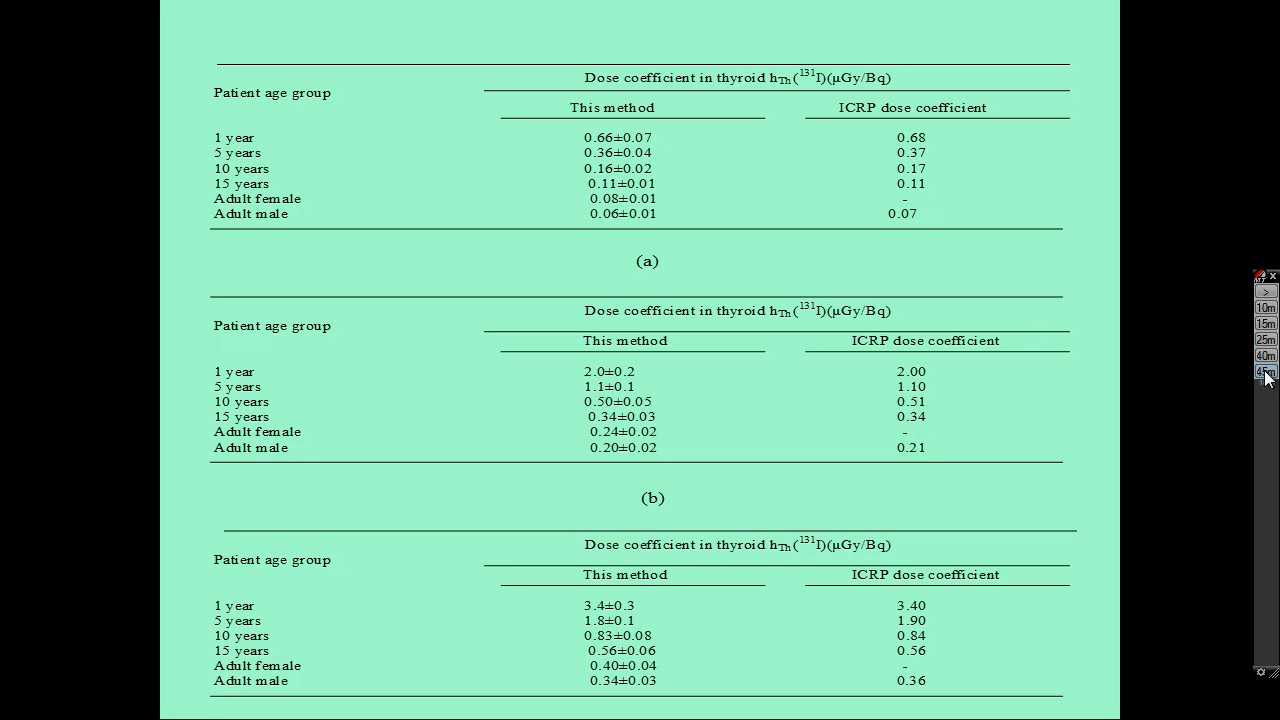 Dose coefficient in thyroid hTh(131I)(µGy/Bq)
Patient age group
This method ICRP dose coefficient
1 year 0.66±0.07 0.68
5 years 0.36±0.04 0.37
10 years 0.16±0.02 0.17
15 years 0.11±0.01 0.11
Adult female 0.08±0.01 -
Adult male 0.06±0.01 0.07
(a)
Dose coefficient in thyroid hTh(131I)(µGy/Bq)
Patient age group
This method ICRP dose coefficient
1 year 2.0±0.2 2.00
5 years 1.1±0.1 1.10
10 years 0.50±0.05 0.51
15 years 0.34±0.03 0.34
Adult female 0.24±0.02 -
Adult male 0.20±0.02 0.21
(b)
Dose coefficient in thyroid hTh(131I)(µGy/Bq)
Patient age group
This method ICRP dose coefficient
1 year 3.4±0.3 3.40
5 years 1.8±0.1 1.90
10 years 0.83±0.08 0.84
15 years 0.56±0.06 0.56
Adult female 0.40±0.04 -
Adult male 0.34±0.03 0.36
MT x
>
10m
15m
25m
40m
45m